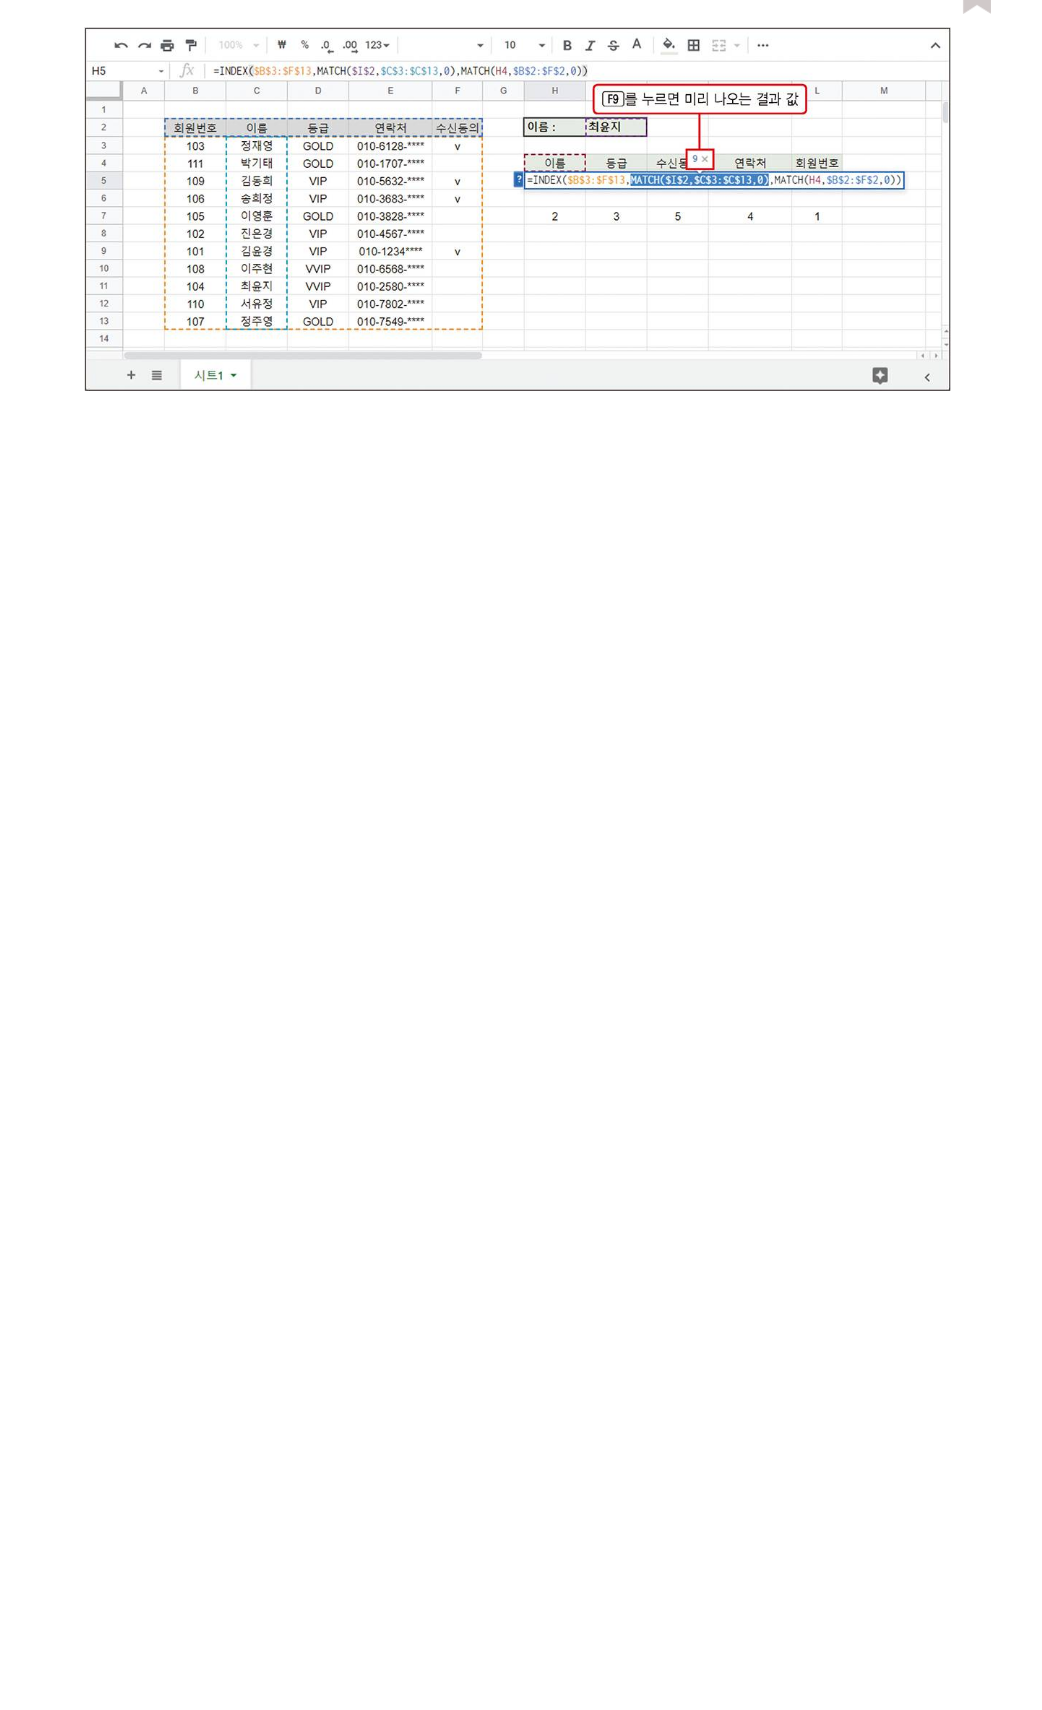 100% ₩ % .0 .00 123 10 B I S A
H5 fx =INDEX($B$3:$F$13,MATCH($I$2,$C$3:$C$13,0),MATCH(H4,$B$2:$F$2,0))
A B C D E F G H L M
F9를 누르면 미리 나오는 결과 값
1
2 회원번호 이름 등급 연락처 수신동의 이름 : 최윤지
3 103 정재영 GOLD 010-6128-**** v
9 ×
4 111 박기태 GOLD 010-1707-**** 이름 등급 수신동 연락처 회원번호
5 109 김동희 VIP 010-5632-**** v ? =INDEX($B$3:$F$13,MATCH($I$2,$C$3:$C$13,0),MATCH(H4,$B$2:$F$2,0))
6 106 송희정 VIP 010-3683-**** v
7 105 이영훈 GOLD 010-3828-**** 2 3 5 4 1
8 102 진은경 VIP 010-4567-****
9 101 김윤경 VIP 010-1234**** v
10 108 이주현 VVIP 010-6568-****
11 104 최윤지 VVIP 010-2580-****
12 110 서유정 VIP 010-7802-****
13 107 정주영 GOLD 010-7549-****
14
시트1